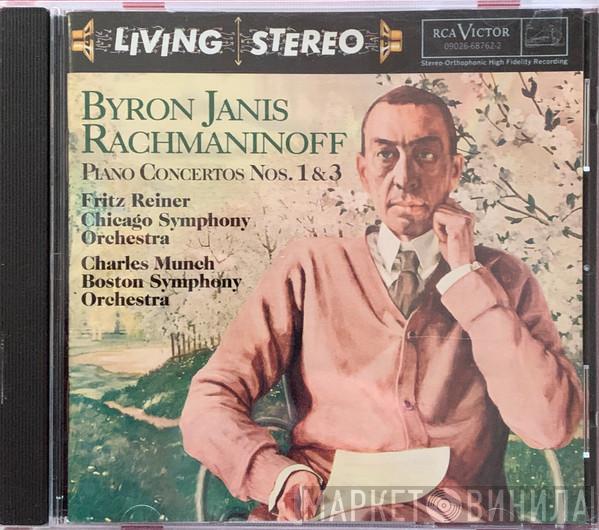 LIVING STEREO
RCA VICTOR
09026-68762-2
Stereo-Orthophonic High Fidelity Recording
BYRON JANIS
RACHMANINOFF
PIANO CONCERTOS NOS. 1 & 3
Fritz Reiner
Chicago Symphony
Orchestra
Charles Munch
Boston Symphony
Orchestra
МАРКЕТ ВИНИЛА